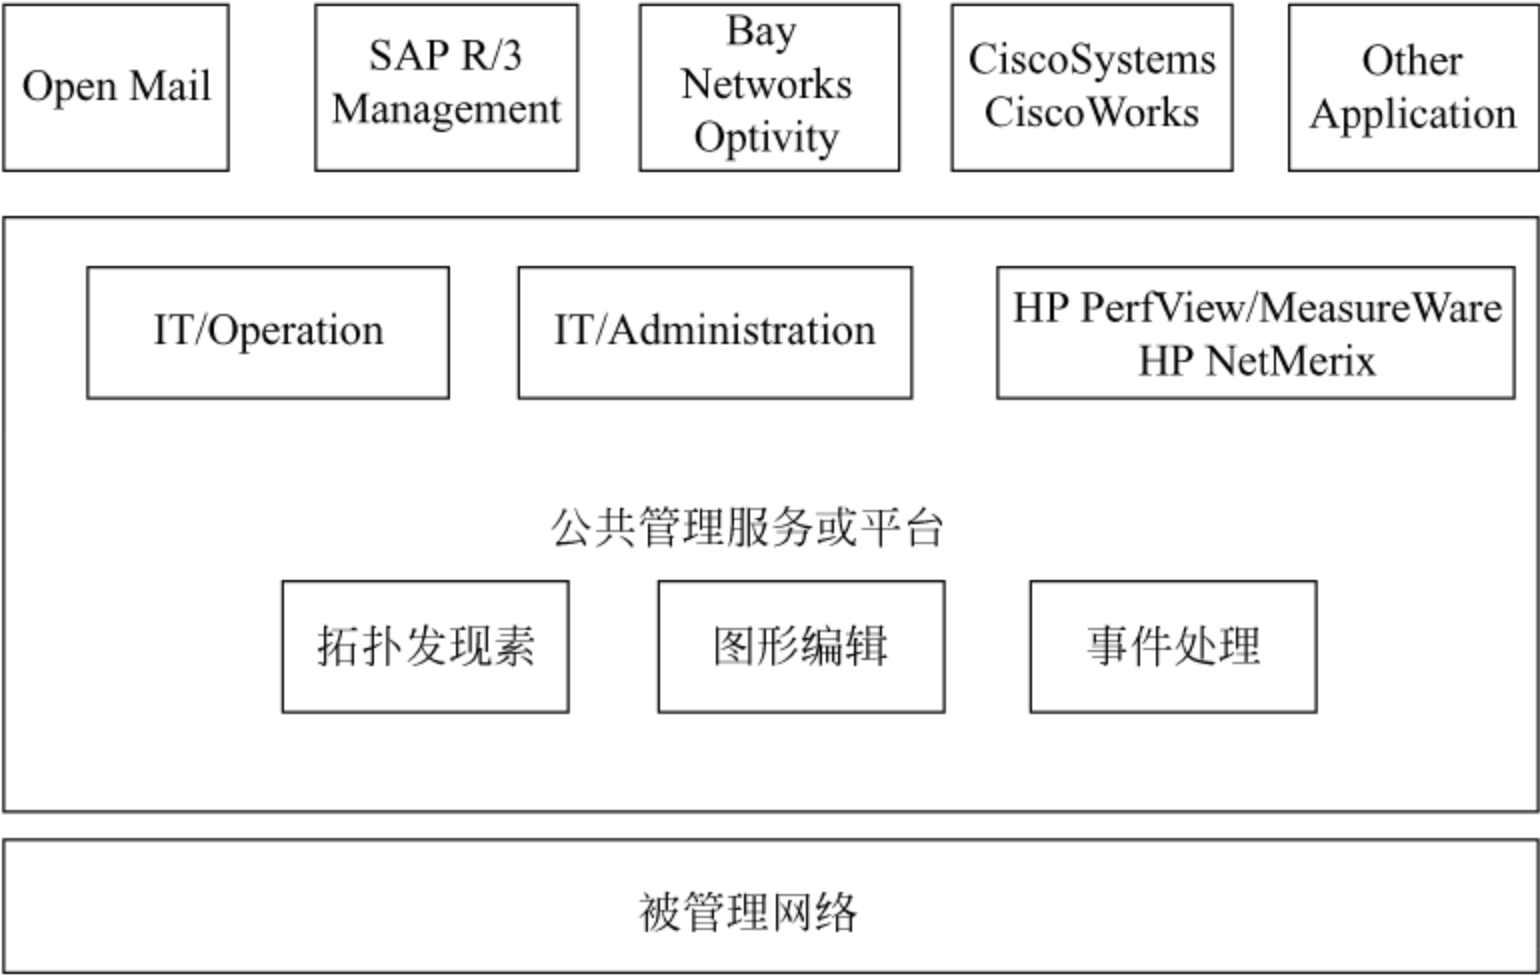 Open Mail
SAP R/3
Management
Bay
Networks
Optivity
CiscoSystems
CiscoWorks
Other
Application
IT/Operation
IT/Administration
HP PerfView/MeasureWare
HP NetMerix
公共管理服务或平台
拓扑发现素
图形编辑
事件处理
被管理网络